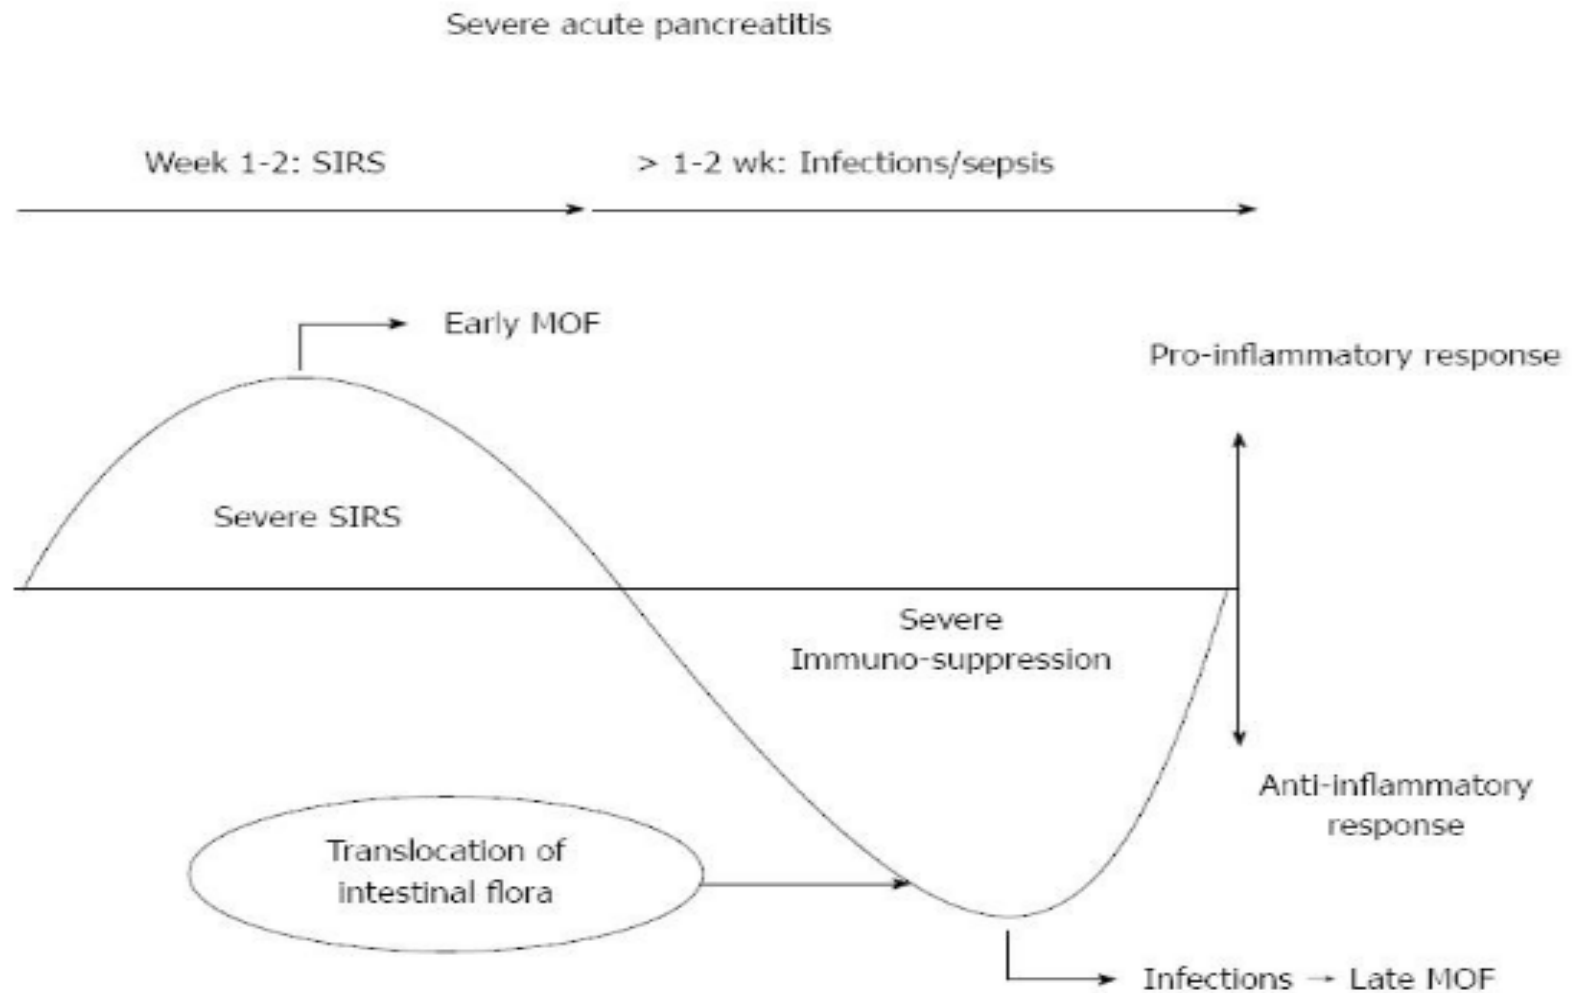 Severe acute pancreatitis
Week 1-2: SIRS
> 1-2 wk: Infections/sepsis
Early MOF
Pro-inflammatory response
Severe SIRS
Severe
Immuno-suppression
Anti-inflammatory
response
Translocation of
intestinal flora
Infections → Late MOF